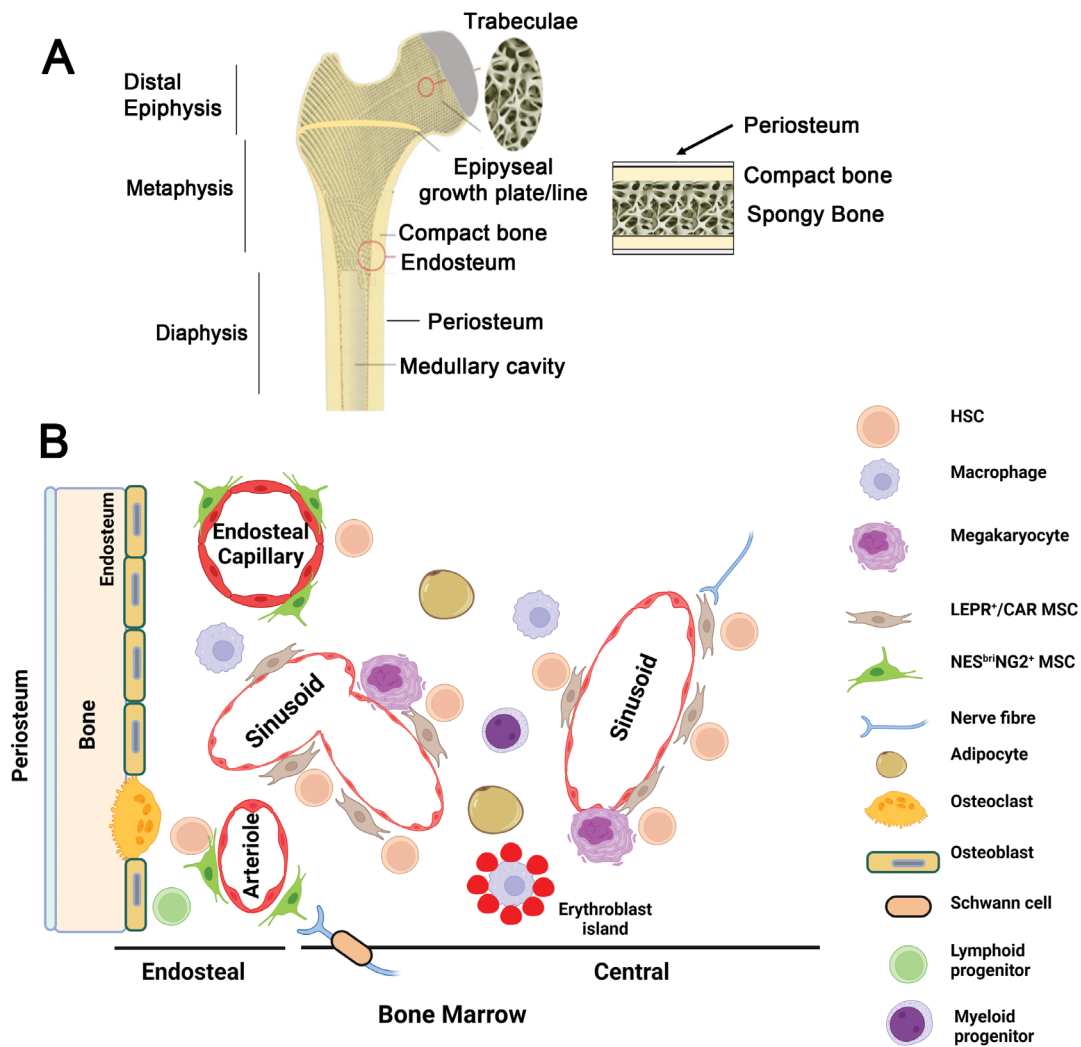 A
Trabeculae
Distal
Epiphysis
Metaphysis
Diaphysis
Epipyseal
growth plate/line
Compact bone
Endosteum
Periosteum
Medullary cavity
Periosteum
Compact bone
Spongy Bone
B
Periosteum
Bone
Endosteum
Endosteal
Capillary
Sinusoid
Arteriole
Sinusoid
Erythroblast
island
Endosteal
Central
Bone Marrow
HSC
Macrophage
Megakaryocyte
LEPR⁺/CAR MSC
NESᵇʳⁱNG2⁺ MSC
Nerve fibre
Adipocyte
Osteoclast
Osteoblast
Schwann cell
Lymphoid
progenitor
Myeloid
progenitor